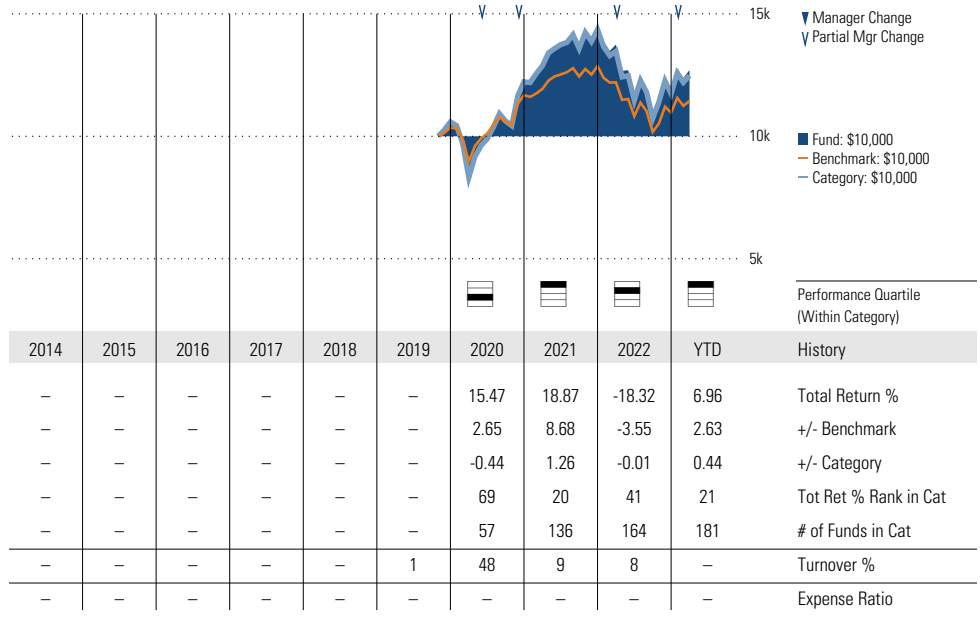 15k
10k
5k
Manager Change
Partial Mgr Change
Fund: $10,000
Benchmark: $10,000
Category: $10,000
Performance Quartile
(Within Category)
2014 2015 2016 2017 2018 2019 2020 2021 2022 YTD History
– – – – – – 15.47 18.87 -18.32 6.96 Total Return %
– – – – – – 2.65 8.68 -3.55 2.63 +/- Benchmark
– – – – – – -0.44 1.26 -0.01 0.44 +/- Category
– – – – – – 69 20 41 21 Tot Ret % Rank in Cat
– – – – – – 57 136 164 181 # of Funds in Cat
– – – – – 1 48 9 8 – Turnover %
– – – – – – – – – – Expense Ratio